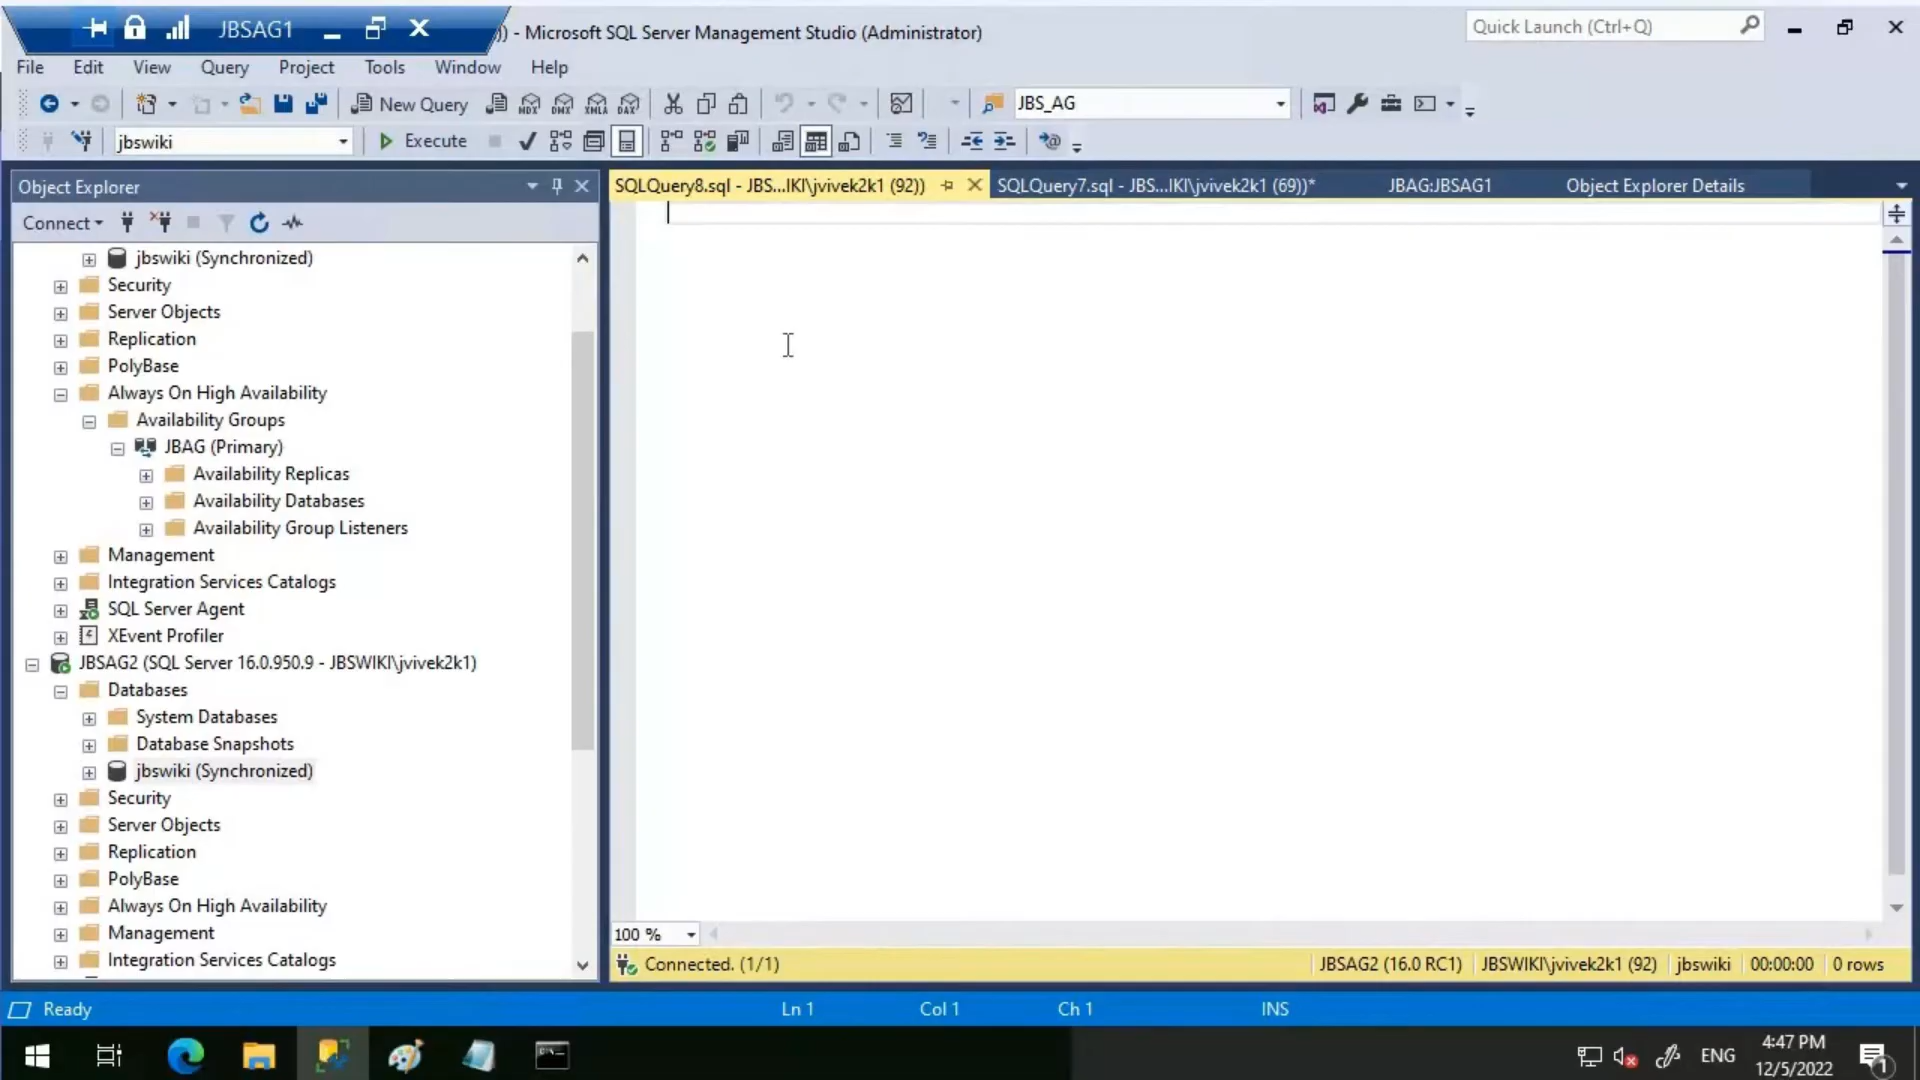 JBSAG1
)) - Microsoft SQL Server Management Studio (Administrator)
Quick Launch (Ctrl+Q)
File Edit View Query Project Tools Window Help
New Query
MDX DMX XMLA DAX
JBS_AG
jbswiki
Execute
Object Explorer
SQLQuery8.sql - JBS...IKI\jvivek2k1 (92))
SQLQuery7.sql - JBS...IKI\jvivek2k1 (69))*
JBAG:JBSAG1
Object Explorer Details
Connect
jbswiki (Synchronized)
Security
Server Objects
Replication
PolyBase
Always On High Availability
Availability Groups
JBAG (Primary)
Availability Replicas
Availability Databases
Availability Group Listeners
Management
Integration Services Catalogs
SQL Server Agent
XEvent Profiler
JBSAG2 (SQL Server 16.0.950.9 - JBSWIKI\jvivek2k1)
Databases
System Databases
Database Snapshots
jbswiki (Synchronized)
Security
Server Objects
Replication
PolyBase
Always On High Availability
Management
Integration Services Catalogs
100 %
Connected. (1/1)
JBSAG2 (16.0 RC1)
JBSWIKI\jvivek2k1 (92)
jbswiki
00:00:00
0 rows
Ready
Ln 1
Col 1
Ch 1
INS
ENG
4:47 PM
12/5/2022
1